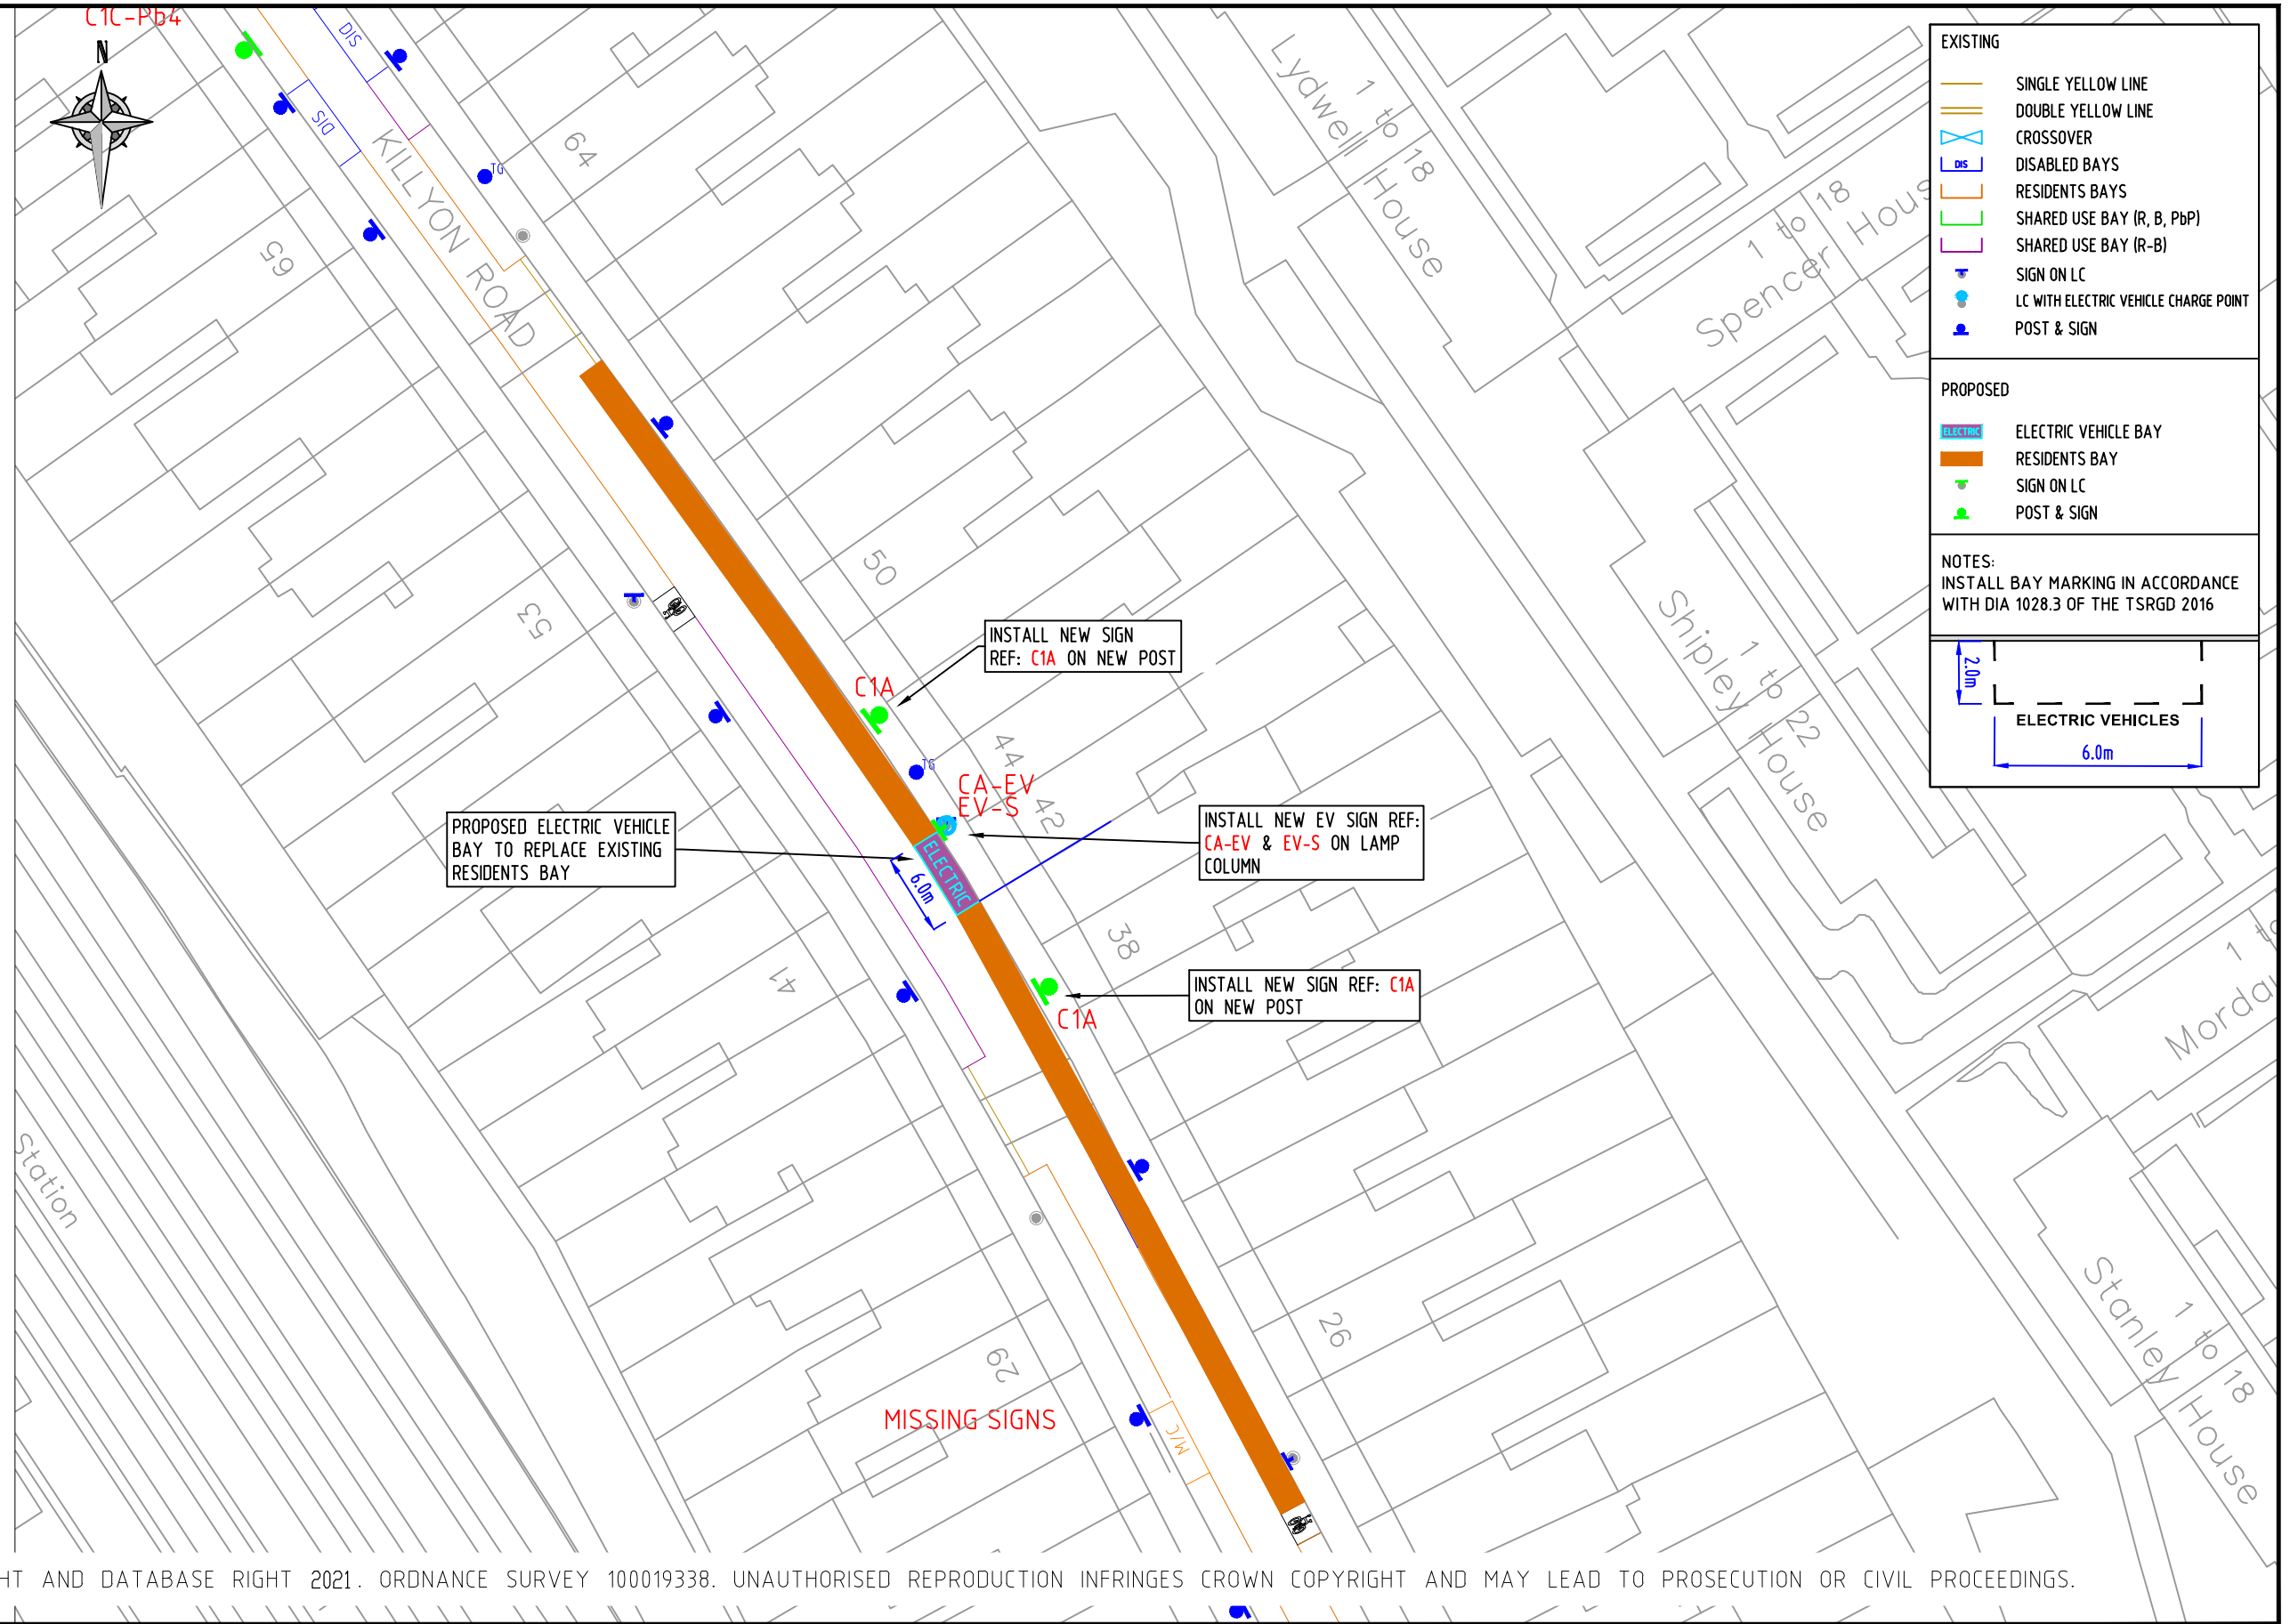 C1C-Pb4
N
DIS
DIS
KILLYON ROAD
TG
64
65
53
50
C1A
INSTALL NEW SIGN
REF: C1A ON NEW POST
TG
44
42
CA-EV
EV-S
INSTALL NEW EV SIGN REF:
CA-EV & EV-S ON LAMP
COLUMN
PROPOSED ELECTRIC VEHICLE
BAY TO REPLACE EXISTING
RESIDENTS BAY
ELECTRIC
6.0m
38
41
INSTALL NEW SIGN REF: C1A
ON NEW POST
C1A
26
29
MISSING SIGNS
M/C
Station
1 to 18
Lydwell House
1 to 18
Spencer Hous
1 to 22
Shipley House
1 to
Morda
1 to 18
Stanley House
EXISTING
SINGLE YELLOW LINE
DOUBLE YELLOW LINE
CROSSOVER
DIS DISABLED BAYS
RESIDENTS BAYS
SHARED USE BAY (R, B, PbP)
SHARED USE BAY (R-B)
SIGN ON LC
LC WITH ELECTRIC VEHICLE CHARGE POINT
POST & SIGN
PROPOSED
ELECTRIC ELECTRIC VEHICLE BAY
RESIDENTS BAY
SIGN ON LC
POST & SIGN
NOTES:
INSTALL BAY MARKING IN ACCORDANCE
WITH DIA 1028.3 OF THE TSRGD 2016
2.0m
ELECTRIC VEHICLES
6.0m
HT AND DATABASE RIGHT 2021. ORDNANCE SURVEY 100019338. UNAUTHORISED REPRODUCTION INFRINGES CROWN COPYRIGHT AND MAY LEAD TO PROSECUTION OR CIVIL PROCEEDINGS.